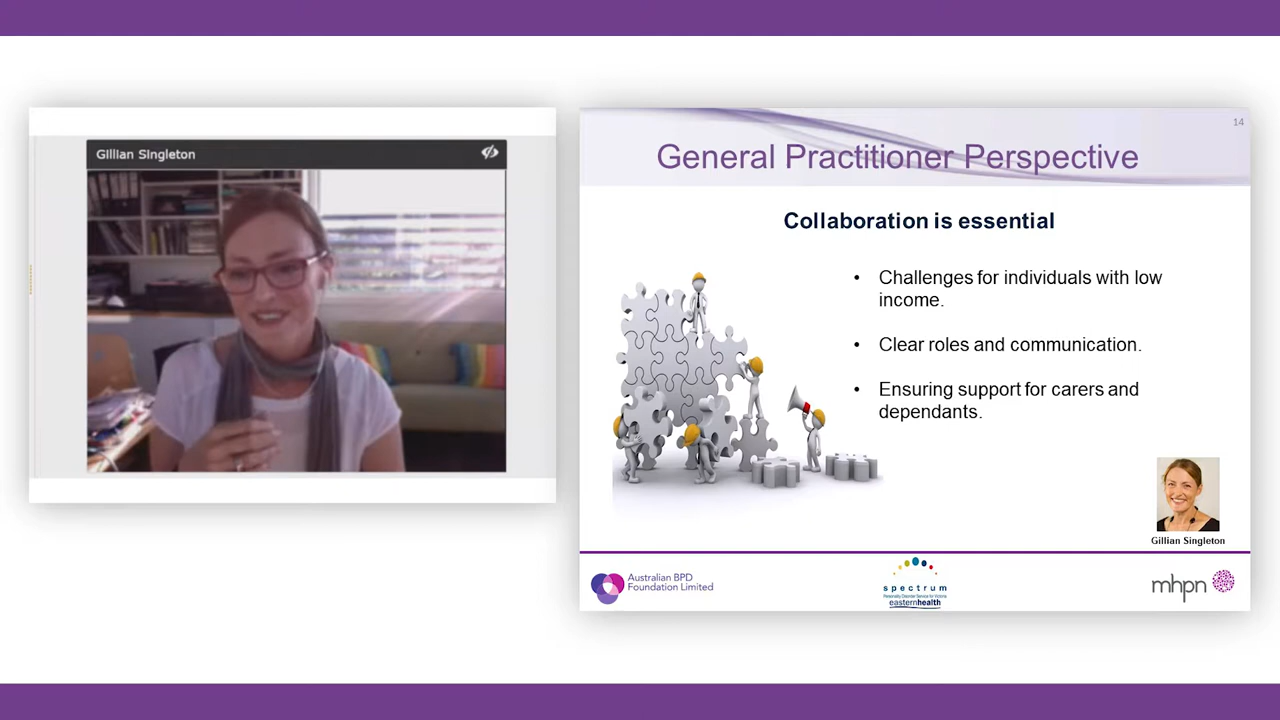 Gillian Singleton
14
General Practitioner Perspective
Collaboration is essential
• Challenges for individuals with low
income.
• Clear roles and communication.
• Ensuring support for carers and
dependants.
Gillian Singleton
Australian BPD
Foundation Limited
spectrum
Personality Disorder Service for Victoria
easternhealth
mhpn